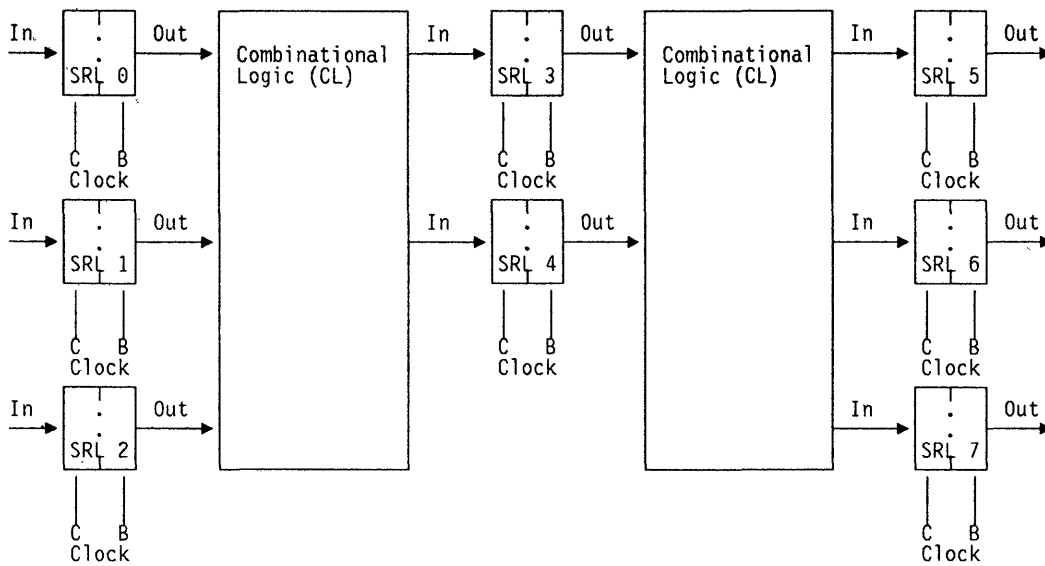 In
Out
SRL 0
C B
Clock
In
Out
SRL 1
C B
Clock
In
Out
SRL 2
C B
Clock
Combinational
Logic (CL)
In
Out
SRL 3
C B
Clock
In
Out
SRL 4
C B
Clock
Combinational
Logic (CL)
In
Out
SRL 5
C B
Clock
In
Out
SRL 6
C B
Clock
In
Out
SRL 7
C B
Clock